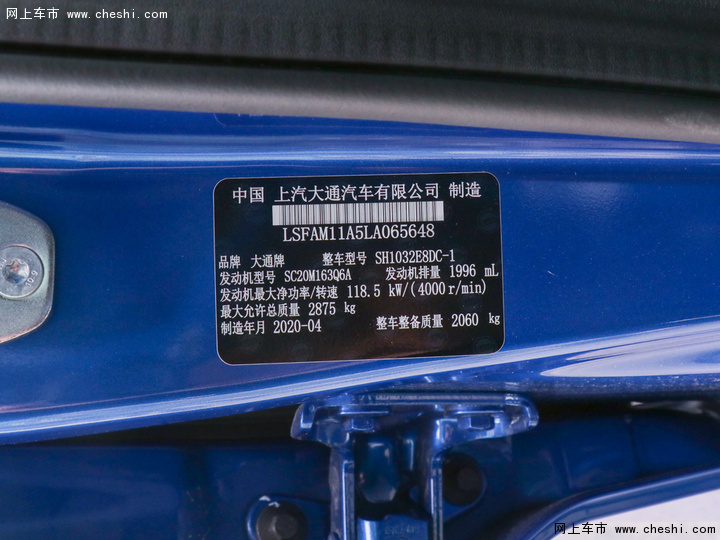 网上车市 - www.cheshi.com -
中国 上汽大通汽车有限公司 制造
LSFAM11A5LA065648
品牌 大通牌 整车型号 SH1032E8DC-1
发动机型号 SC20M163Q6A 发动机排量 1996 mL
发动机最大净功率/转速 118.5 kW/(4000r/min)
最大允许总质量 2875 kg
制造年月 2020-04 整车整备质量 2060 kg
网上车市 - www.cheshi.com -